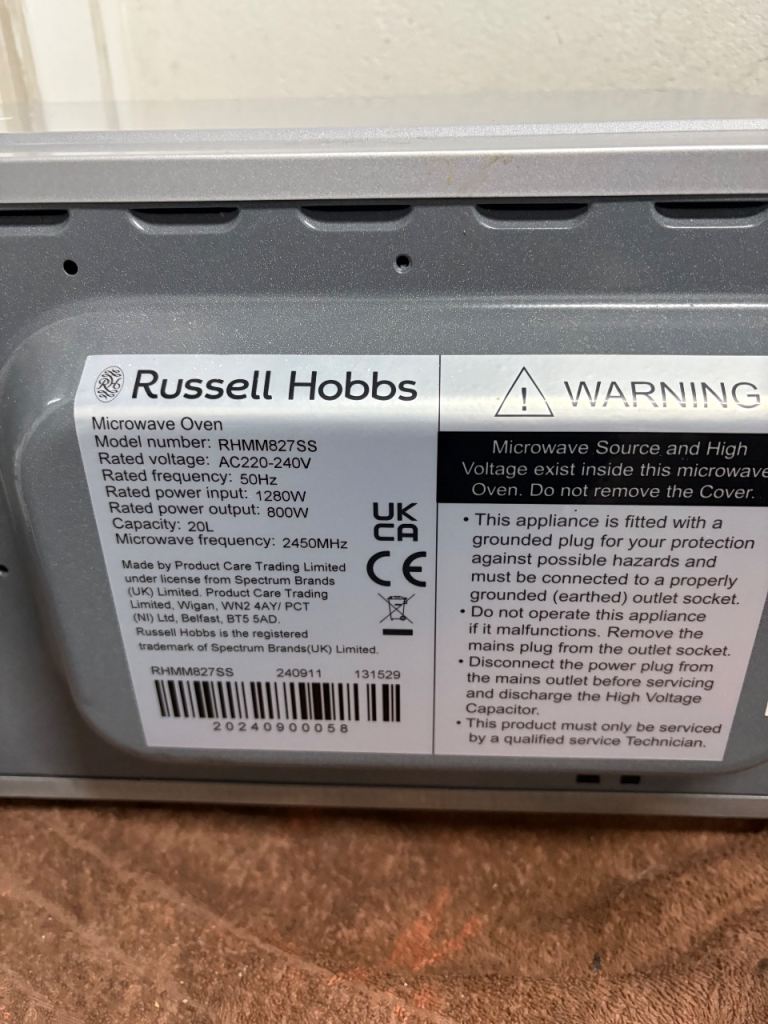 Russell Hobbs
Microwave Oven
Model number: RHMM827SS
Rated voltage: AC220-240V
Rated frequency: 50Hz
Rated power input: 1280W
Rated power output: 800W
Capacity: 20L
Microwave frequency: 2450MHz
UK
CA
CE
Made by Product Care Trading Limited
under license from Spectrum Brands
(UK) Limited. Product Care Trading
Limited, Wigan, WN2 4AY/ PCT
(NI) Ltd, Belfast, BT5 5AD.
Russell Hobbs is the registered
trademark of Spectrum Brands(UK) Limited.
RHMM827SS 240911 131529
20240900058
! WARNING
Microwave Source and High
Voltage exist inside this microwave
Oven. Do not remove the Cover.
• This appliance is fitted with a
grounded plug for your protection
against possible hazards and
must be connected to a properly
grounded (earthed) outlet socket.
• Do not operate this appliance
if it malfunctions. Remove the
mains plug from the outlet socket.
• Disconnect the power plug from
the mains outlet before servicing
and discharge the High Voltage
Capacitor.
• This product must only be serviced
by a qualified service Technician.